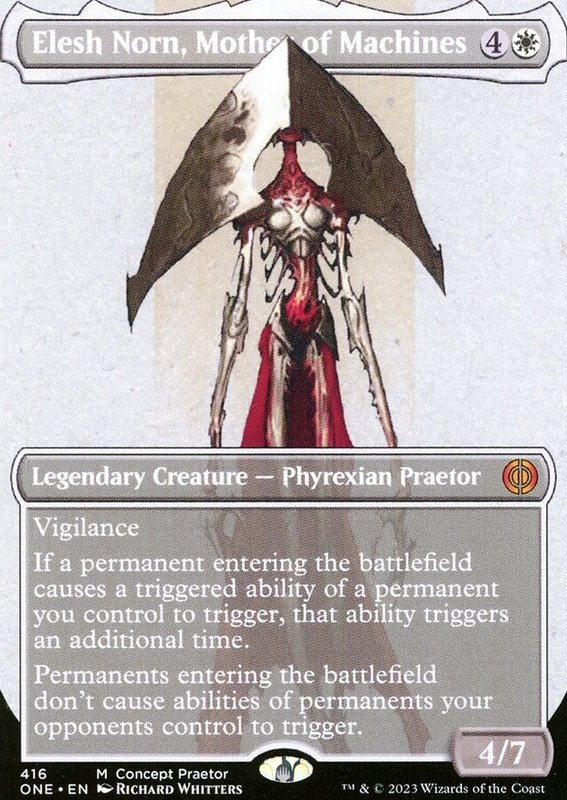 Elesh Norn, Mother of Machines 4
Legendary Creature — Phyrexian Praetor
Vigilance
If a permanent entering the battlefield
causes a triggered ability of a permanent
you control to trigger, that ability triggers
an additional time.
Permanents entering the battlefield
don't cause abilities of permanents your
opponents control to trigger.
4/7
416 M Concept Praetor
ONE • EN Richard Whitters
™ & © 2023 Wizards of the Coast